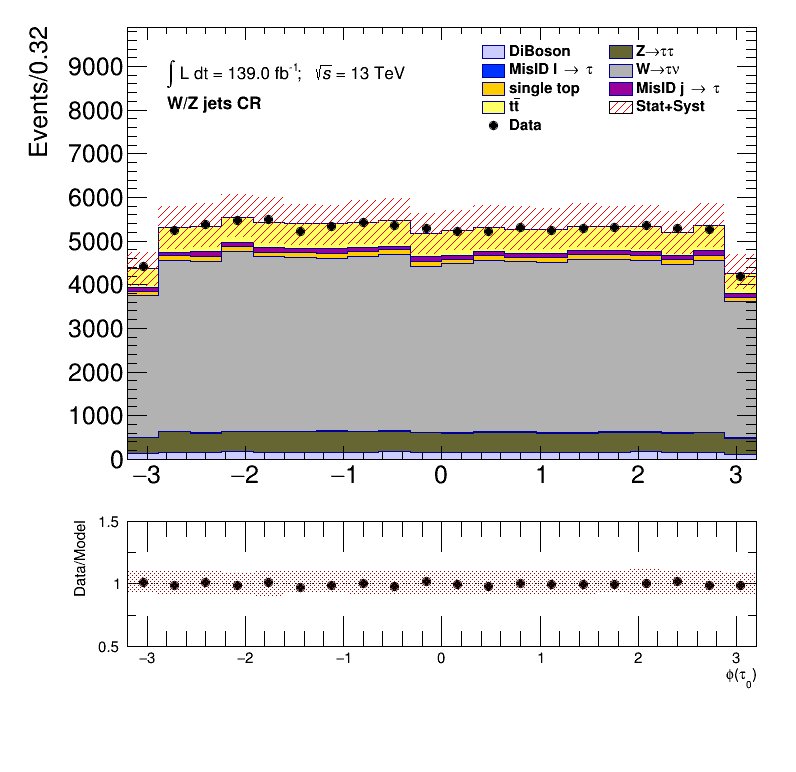 Events/0.32
9000
8000
7000
6000
5000
4000
3000
2000
1000
0
∫ L dt = 139.0 fb⁻¹; √s = 13 TeV
W/Z jets CR
DiBoson
MisID l → τ
single top
tt̄
Data
Z→ττ
W→τν
MisID j → τ
Stat+Syst
−3 −2 −1 0 1 2 3
Data/Model
1.5
1
0.5
−3 −2 −1 0 1 2 3
ϕ(τ₀)